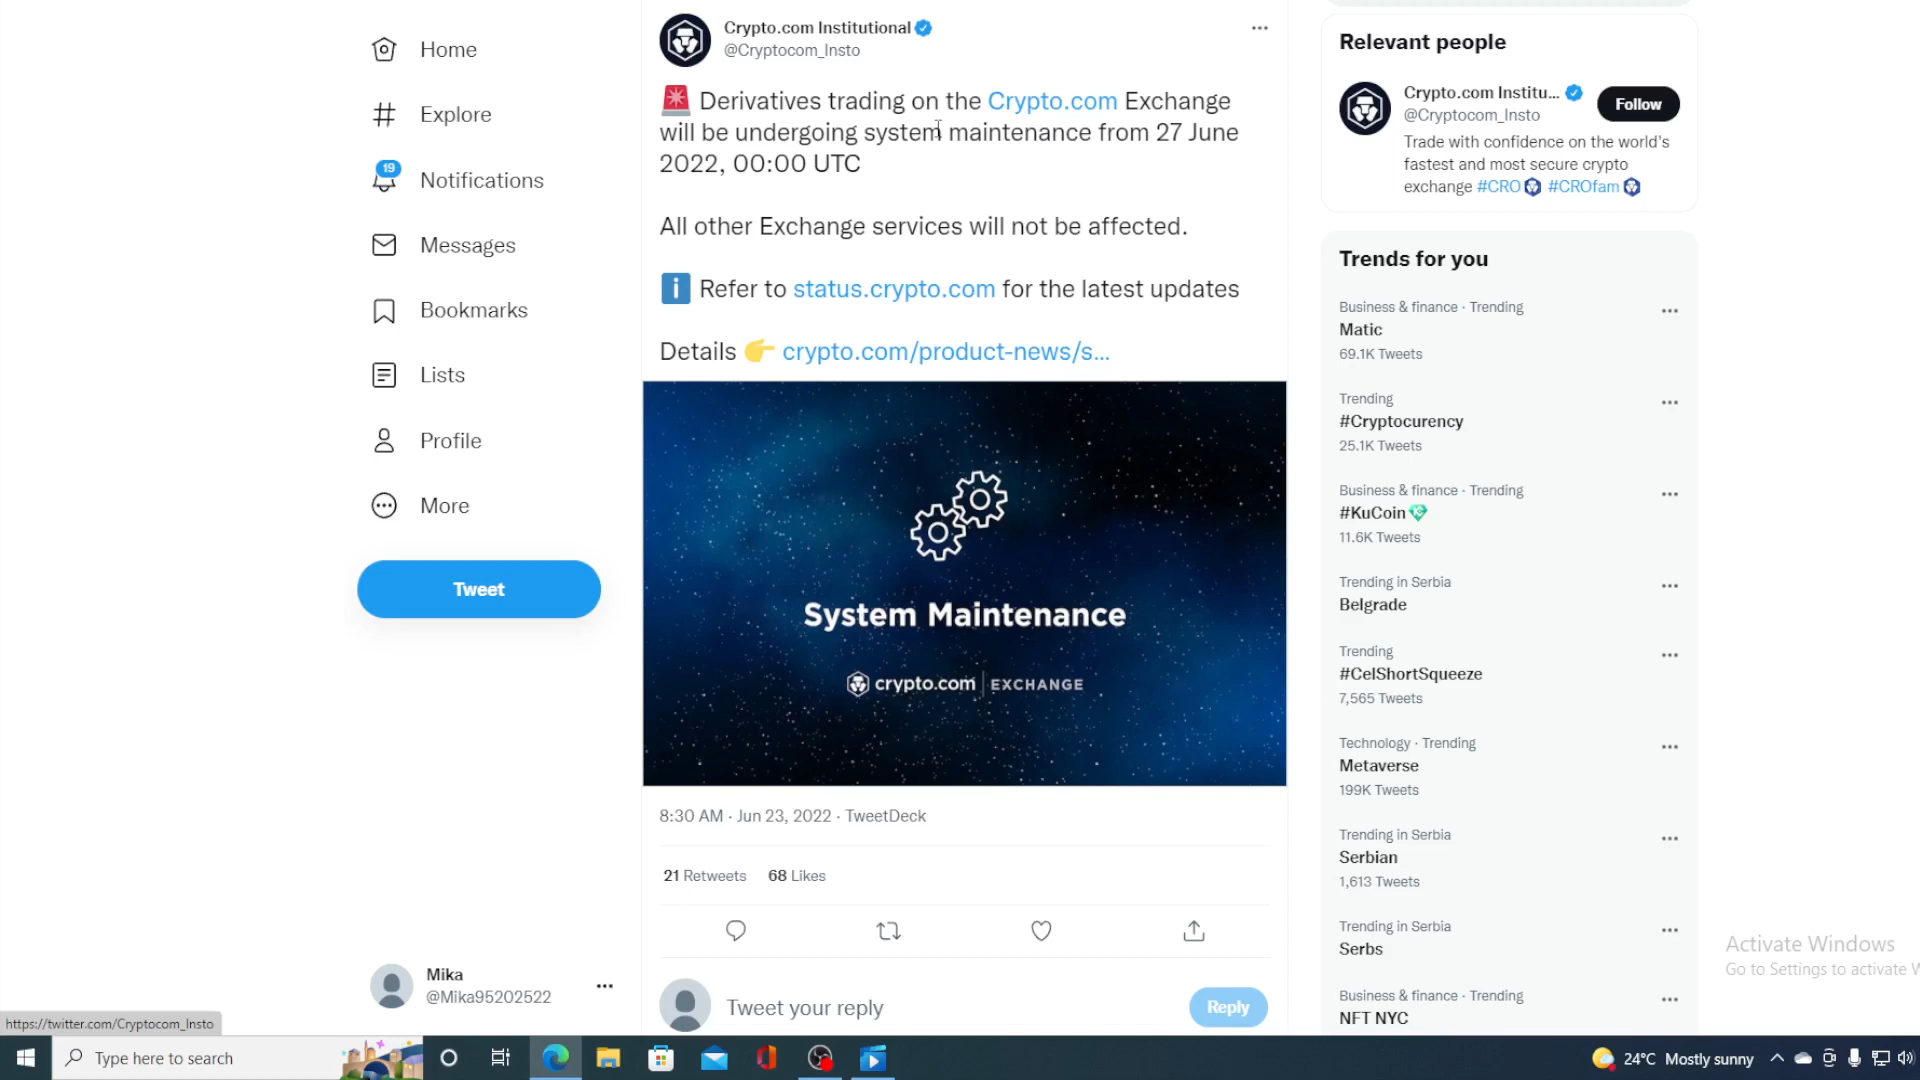 Home
Explore
19
Notifications
Messages
Bookmarks
Lists
Profile
More
Tweet
Mika
@Mika95202522
https://twitter.com/Cryptocom_Insto
Crypto.com Institutional
@Cryptocom_Insto
Derivatives trading on the Crypto.com Exchange
will be undergoing system maintenance from 27 June
2022, 00:00 UTC
All other Exchange services will not be affected.
Refer to status.crypto.com for the latest updates
Details 👉 crypto.com/product-news/s...
System Maintenance
crypto.com | EXCHANGE
8:30 AM · Jun 23, 2022 · TweetDeck
21 Retweets 68 Likes
Tweet your reply
Reply
Relevant people
Crypto.com Institu...
@Cryptocom_Insto
Follow
Trade with confidence on the world's
fastest and most secure crypto
exchange #CRO #CROfam
Trends for you
Business & finance · Trending
Matic
69.1K Tweets
Trending
#Cryptocurency
25.1K Tweets
Business & finance · Trending
#KuCoin
11.6K Tweets
Trending in Serbia
Belgrade
Trending
#CelShortSqueeze
7,565 Tweets
Technology · Trending
Metaverse
199K Tweets
Trending in Serbia
Serbian
1,613 Tweets
Trending in Serbia
Serbs
Business & finance · Trending
NFT NYC
Activate Windows
Go to Settings to activate W
Type here to search
24°C Mostly sunny